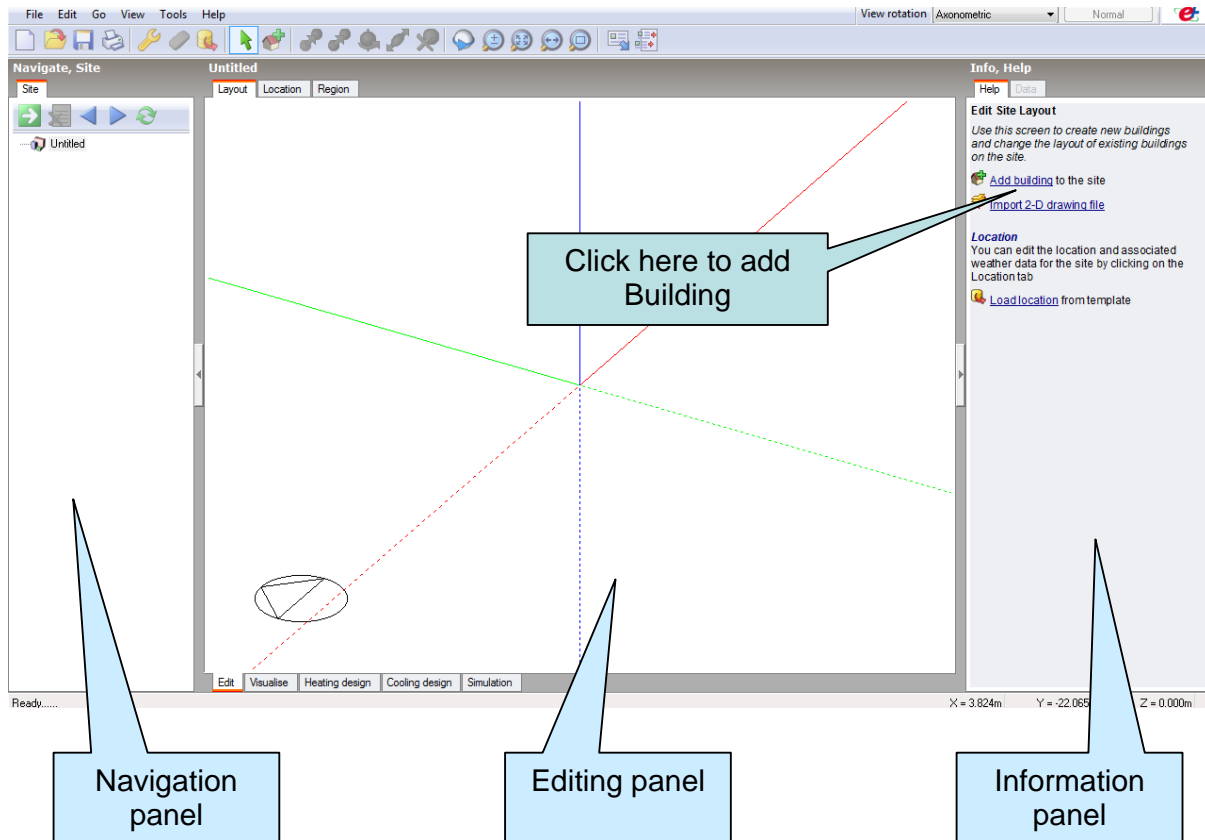 File Edit Go View Tools Help
View rotation Axonometric Normal
Navigate, Site
Untitled
Info, Help
Site
Layout Location Region
Help Data
Untitled
Edit Site Layout
Use this screen to create new buildings
and change the layout of existing buildings
on the site.
Add building to the site
Import 2-D drawing file
Location
You can edit the location and associated
weather data for the site by clicking on the
Location tab
Load location from template
Click here to add
Building
Edit Visualise Heating design Cooling design Simulation
Ready......
X = 3.824m Y = -22.065 Z = 0.000m
Navigation
panel
Editing panel
Information
panel